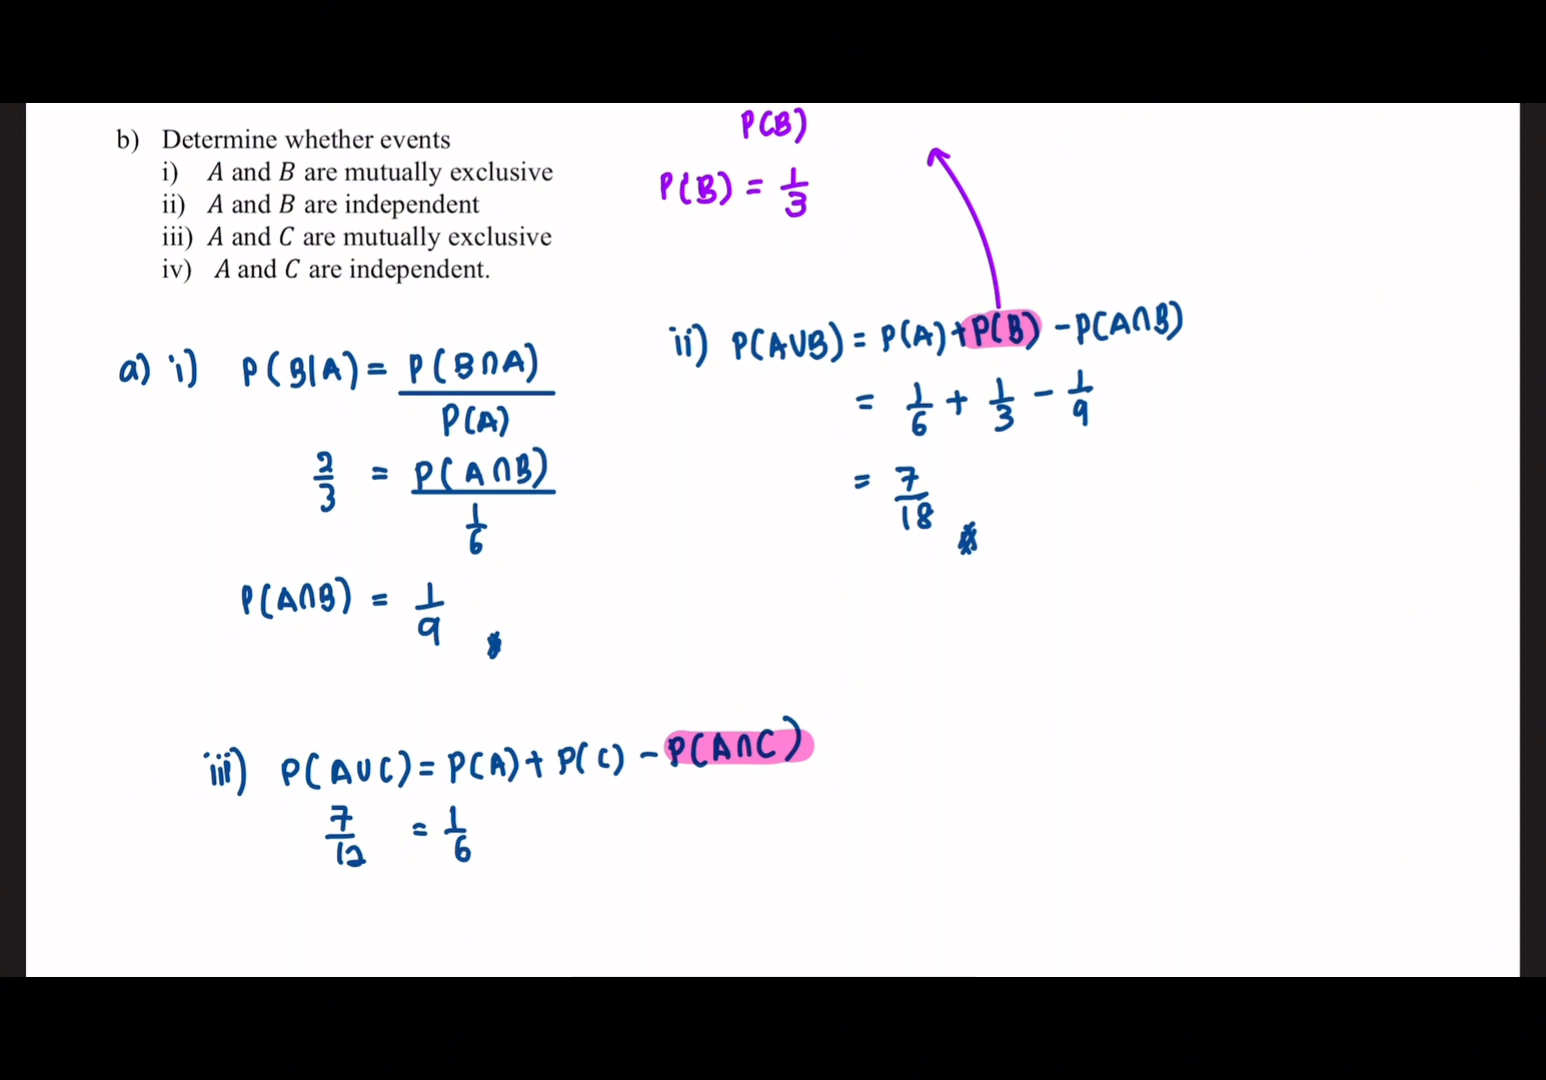 b) Determine whether events
i) A and B are mutually exclusive
ii) A and B are independent
iii) A and C are mutually exclusive
iv) A and C are independent.
P(B)
P(B) = 1/3
a) i) P(B|A) = P(B∩A)/P(A)
2/3 = P(A∩B)/(1/6)
P(A∩B) = 1/9
ii) P(A∪B) = P(A) + P(B) - P(A∩B)
= 1/6 + 1/3 - 1/9
= 7/18
iii) P(A∪C) = P(A) + P(C) - P(A∩C)
7/12 = 1/6